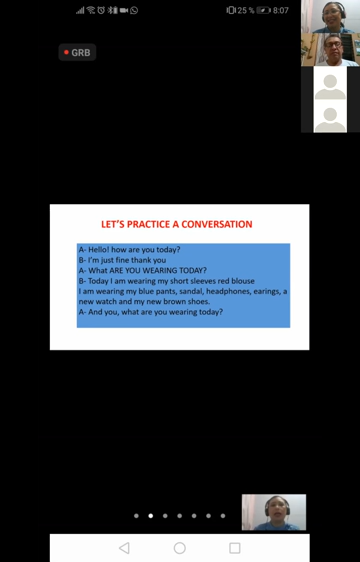 25 % 8:07
GRB
LET'S PRACTICE A CONVERSATION
A- Hello! how are you today?
B- I'm just fine thank you
A- What ARE YOU WEARING TODAY?
B- Today I am wearing my short sleeves red blouse
I am wearing my blue pants, sandal, headphones, earings, a
new watch and my new brown shoes.
A- And you, what are you wearing today?